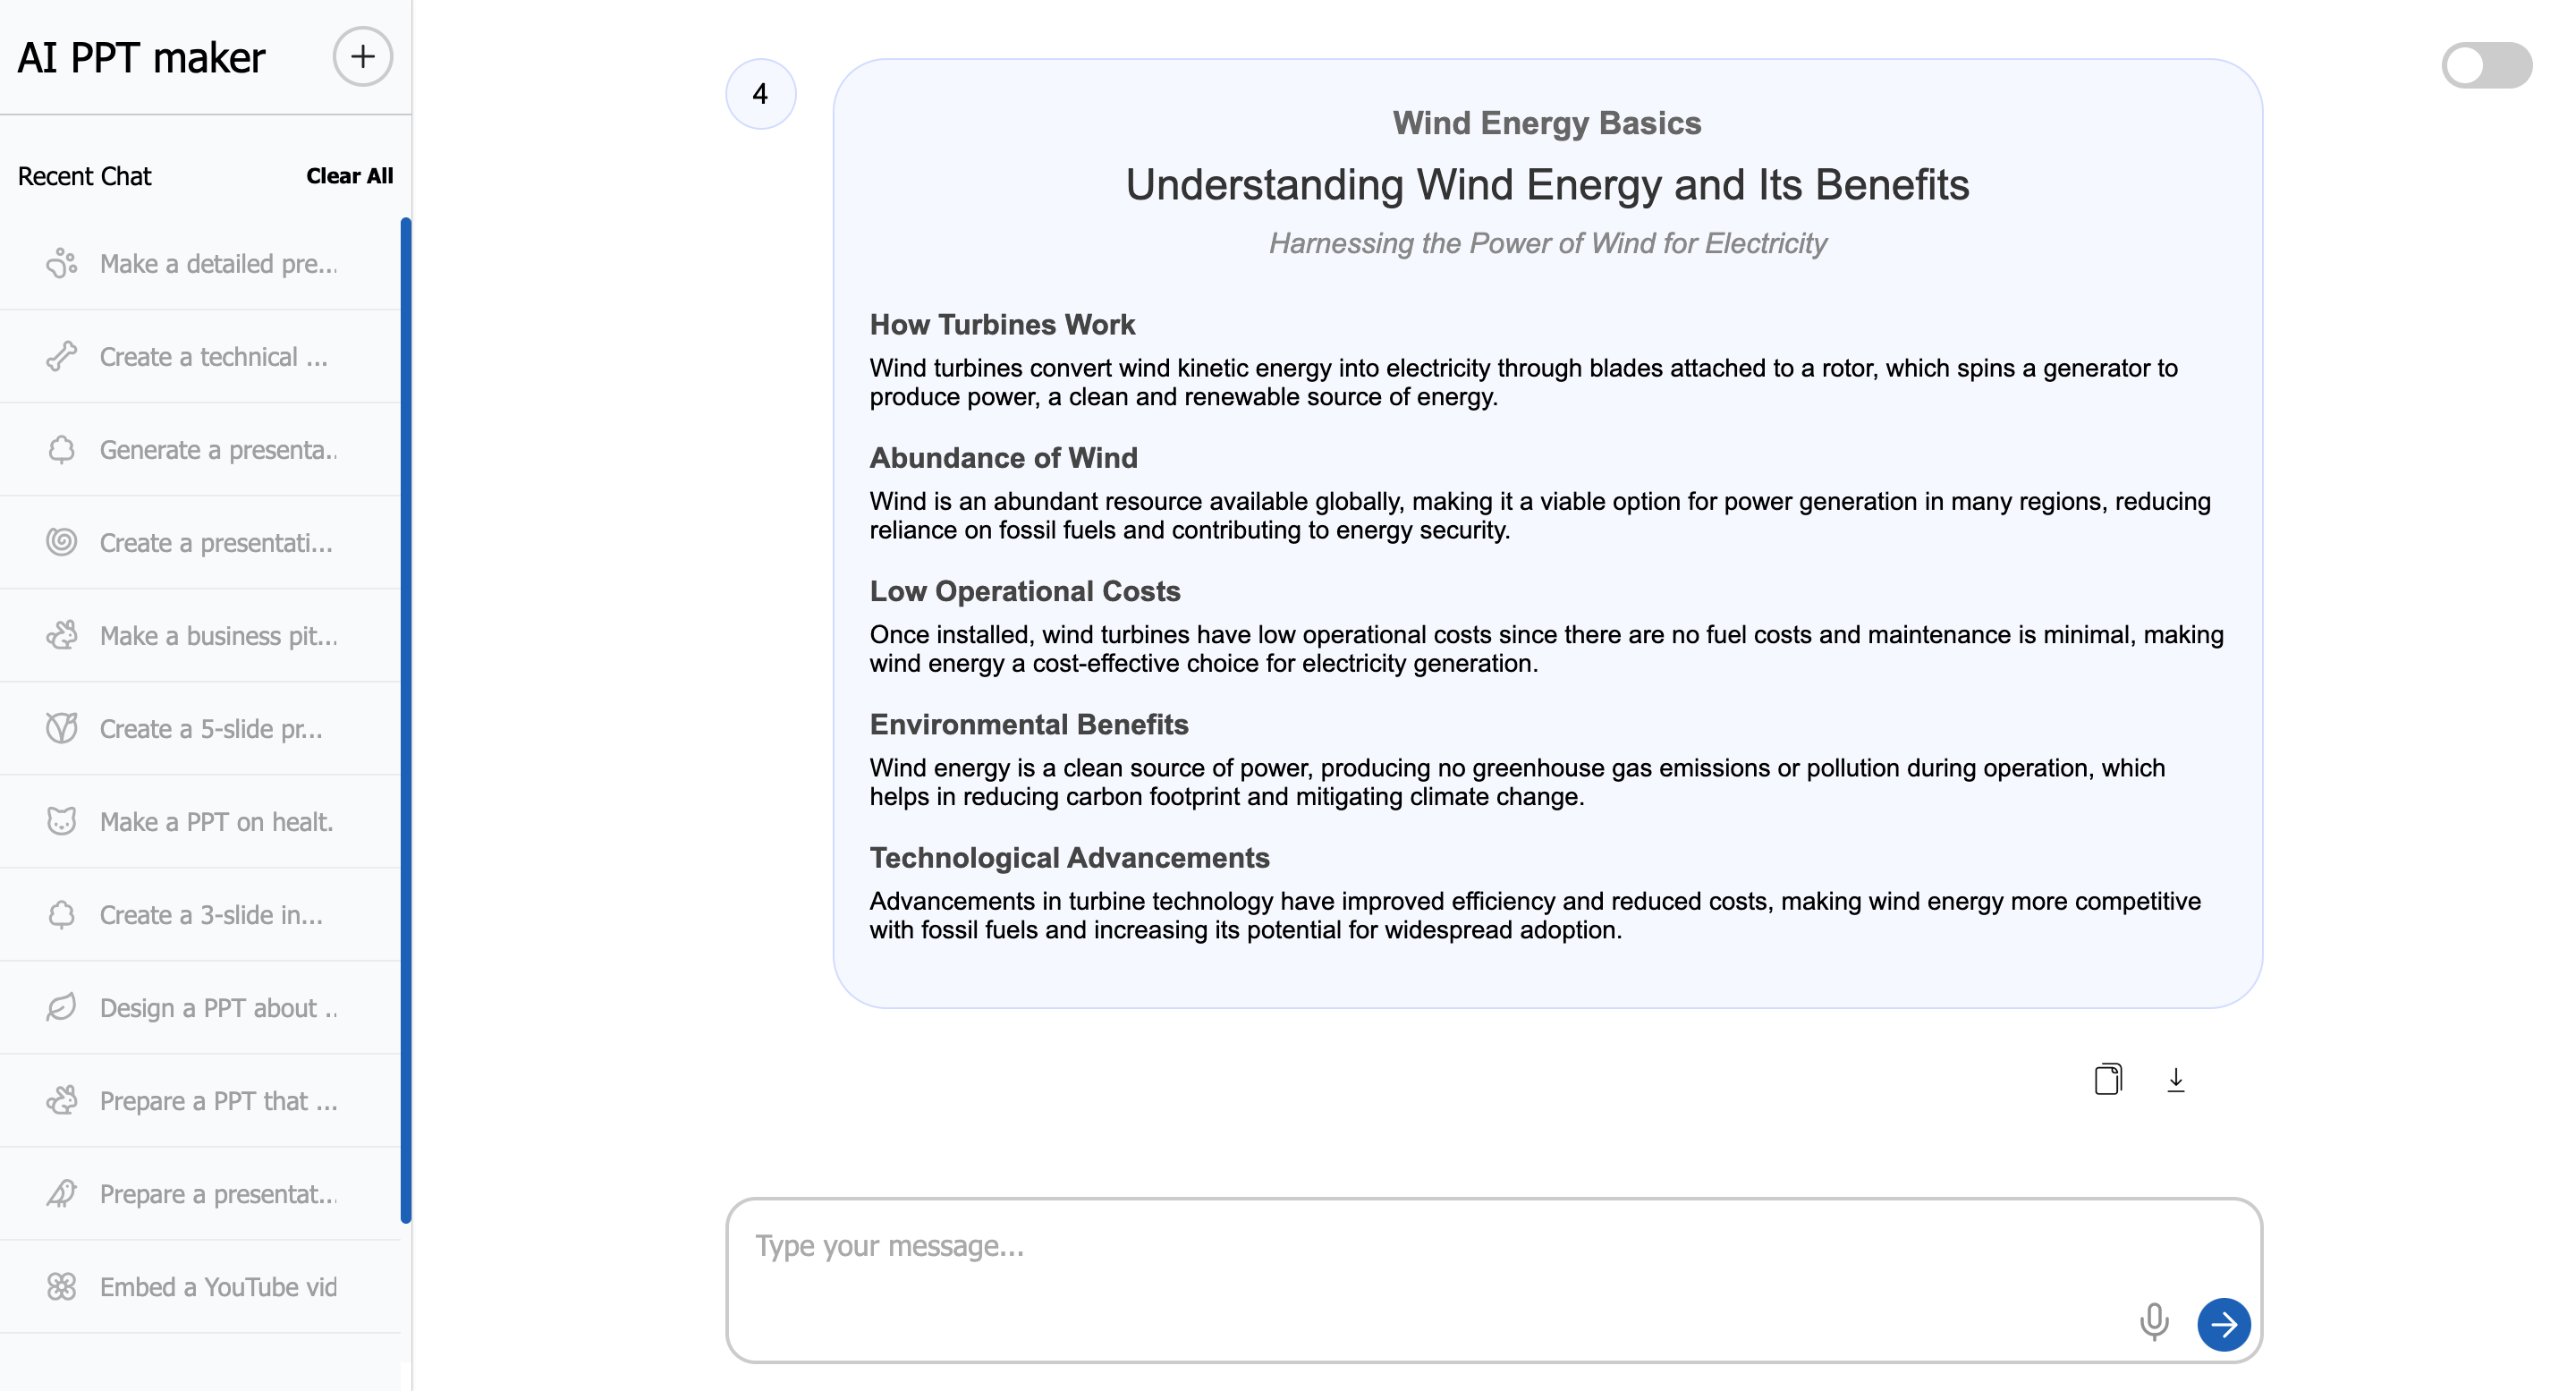 AI PPT maker
Recent Chat
Clear All
Make a detailed pre...
Create a technical ...
Generate a presenta..
Create a presentati...
Make a business pit...
Create a 5-slide pr...
Make a PPT on healt.
Create a 3-slide in...
Design a PPT about ..
Prepare a PPT that ...
Prepare a presentat...
Embed a YouTube vid
4
Wind Energy Basics
Understanding Wind Energy and Its Benefits
Harnessing the Power of Wind for Electricity
How Turbines Work
Wind turbines convert wind kinetic energy into electricity through blades attached to a rotor, which spins a generator to
produce power, a clean and renewable source of energy.
Abundance of Wind
Wind is an abundant resource available globally, making it a viable option for power generation in many regions, reducing
reliance on fossil fuels and contributing to energy security.
Low Operational Costs
Once installed, wind turbines have low operational costs since there are no fuel costs and maintenance is minimal, making
wind energy a cost-effective choice for electricity generation.
Environmental Benefits
Wind energy is a clean source of power, producing no greenhouse gas emissions or pollution during operation, which
helps in reducing carbon footprint and mitigating climate change.
Technological Advancements
Advancements in turbine technology have improved efficiency and reduced costs, making wind energy more competitive
with fossil fuels and increasing its potential for widespread adoption.
Type your message...